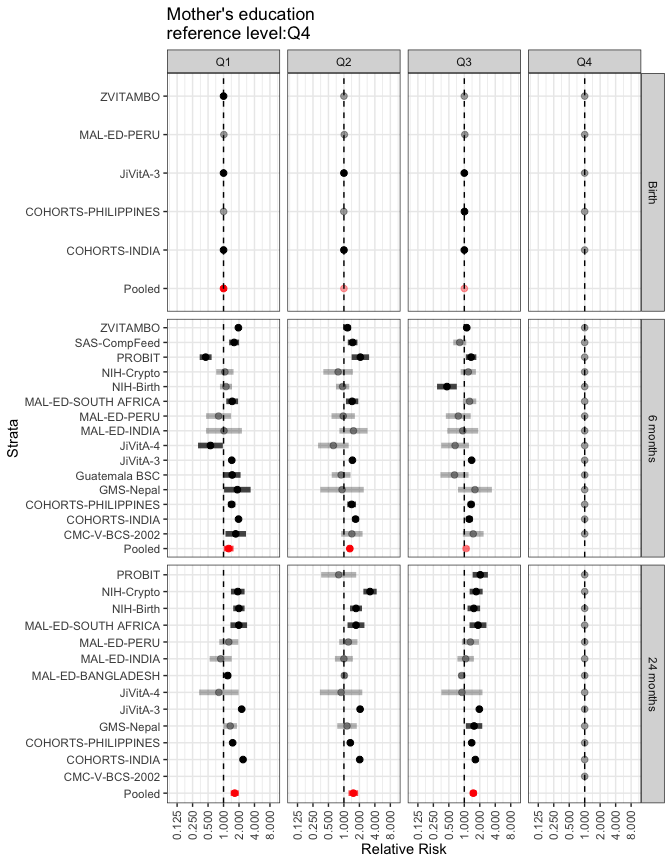 Mother's education
reference level:Q4
Q1 Q2 Q3 Q4
Strata
ZVITAMBO
MAL-ED-PERU
JiVitA-3
COHORTS-PHILIPPINES
COHORTS-INDIA
Pooled
Birth
ZVITAMBO
SAS-CompFeed
PROBIT
NIH-Crypto
NIH-Birth
MAL-ED-SOUTH AFRICA
MAL-ED-PERU
MAL-ED-INDIA
JiVitA-4
JiVitA-3
Guatemala BSC
GMS-Nepal
COHORTS-PHILIPPINES
COHORTS-INDIA
CMC-V-BCS-2002
Pooled
6 months
PROBIT
NIH-Crypto
NIH-Birth
MAL-ED-SOUTH AFRICA
MAL-ED-PERU
MAL-ED-INDIA
MAL-ED-BANGLADESH
JiVitA-4
JiVitA-3
GMS-Nepal
COHORTS-PHILIPPINES
COHORTS-INDIA
CMC-V-BCS-2002
Pooled
24 months
0.125 0.250 0.500 1.000 2.000 4.000 8.000 0.125 0.250 0.500 1.000 2.000 4.000 8.000 0.125 0.250 0.500 1.000 2.000 4.000 8.000 0.125 0.250 0.500 1.000 2.000 4.000 8.000
Relative Risk